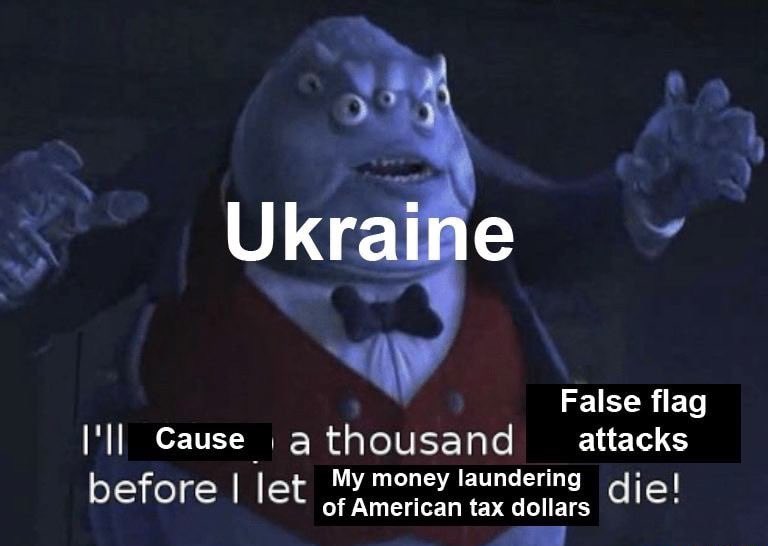 Ukraine
False flag
I'll Cause a thousand attacks
before I let My money laundering die!
of American tax dollars